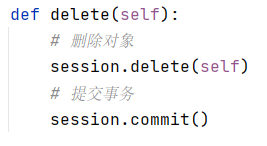 def delete(self):
    # 删除对象
    session.delete(self)
    # 提交事务
    session.commit()